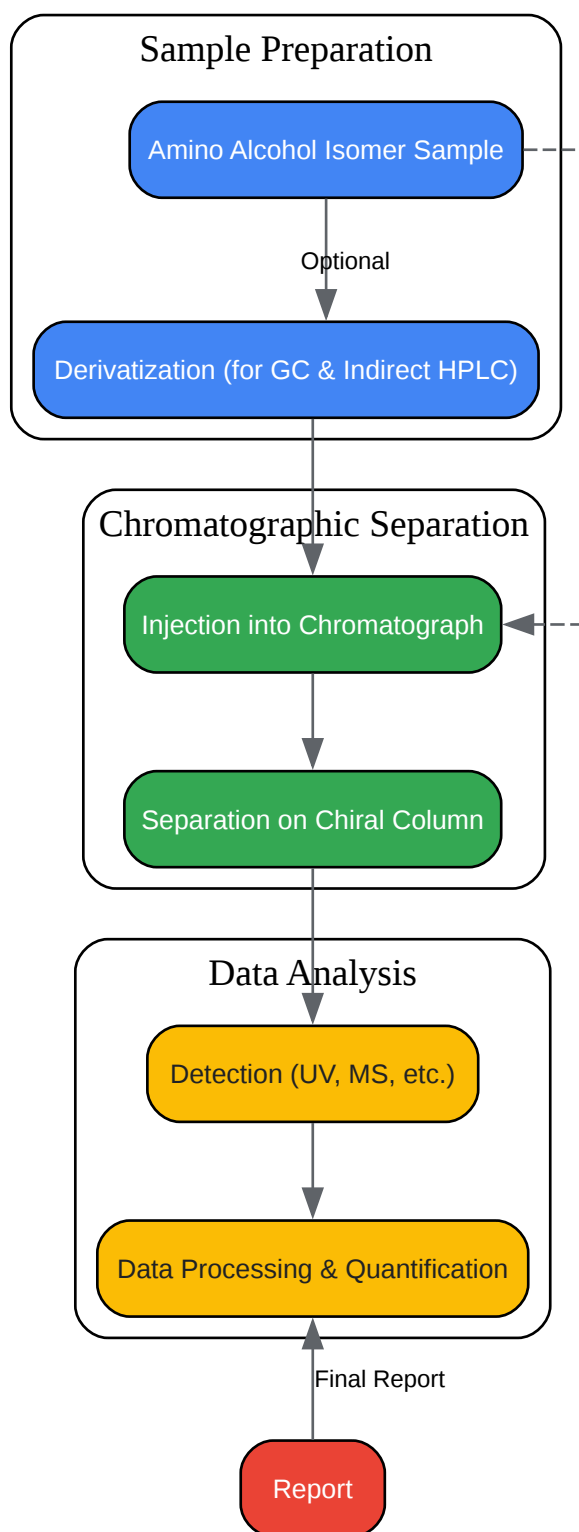 Sample Preparation
Amino Alcohol Isomer Sample
Optional
Derivatization (for GC & Indirect HPLC)
Chromatographic Separation
Injection into Chromatograph
Separation on Chiral Column
Data Analysis
Detection (UV, MS, etc.)
Data Processing & Quantification
Final Report
Report